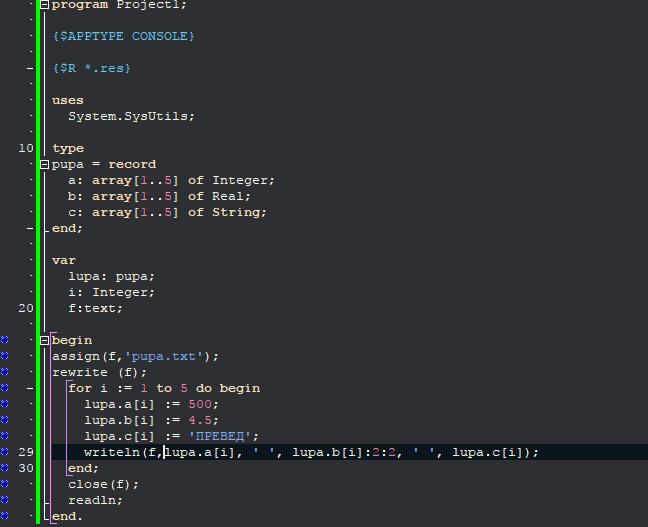 program Project1;
{$APPTYPE CONSOLE}
{$R *.res}
uses
System.SysUtils;
10 type
pupa = record
a: array[1..5] of Integer;
b: array[1..5] of Real;
c: array[1..5] of String;
end;
var
lupa: pupa;
i: Integer;
20 f:text;
begin
assign(f,'pupa.txt');
rewrite (f);
for i := 1 to 5 do begin
lupa.a[i] := 500;
lupa.b[i] := 4.5;
lupa.c[i] := 'ПРЕВЕД';
29 writeln(f,lupa.a[i], ' ', lupa.b[i]:2:2, ' ', lupa.c[i]);
30 end;
close(f);
readln;
end.